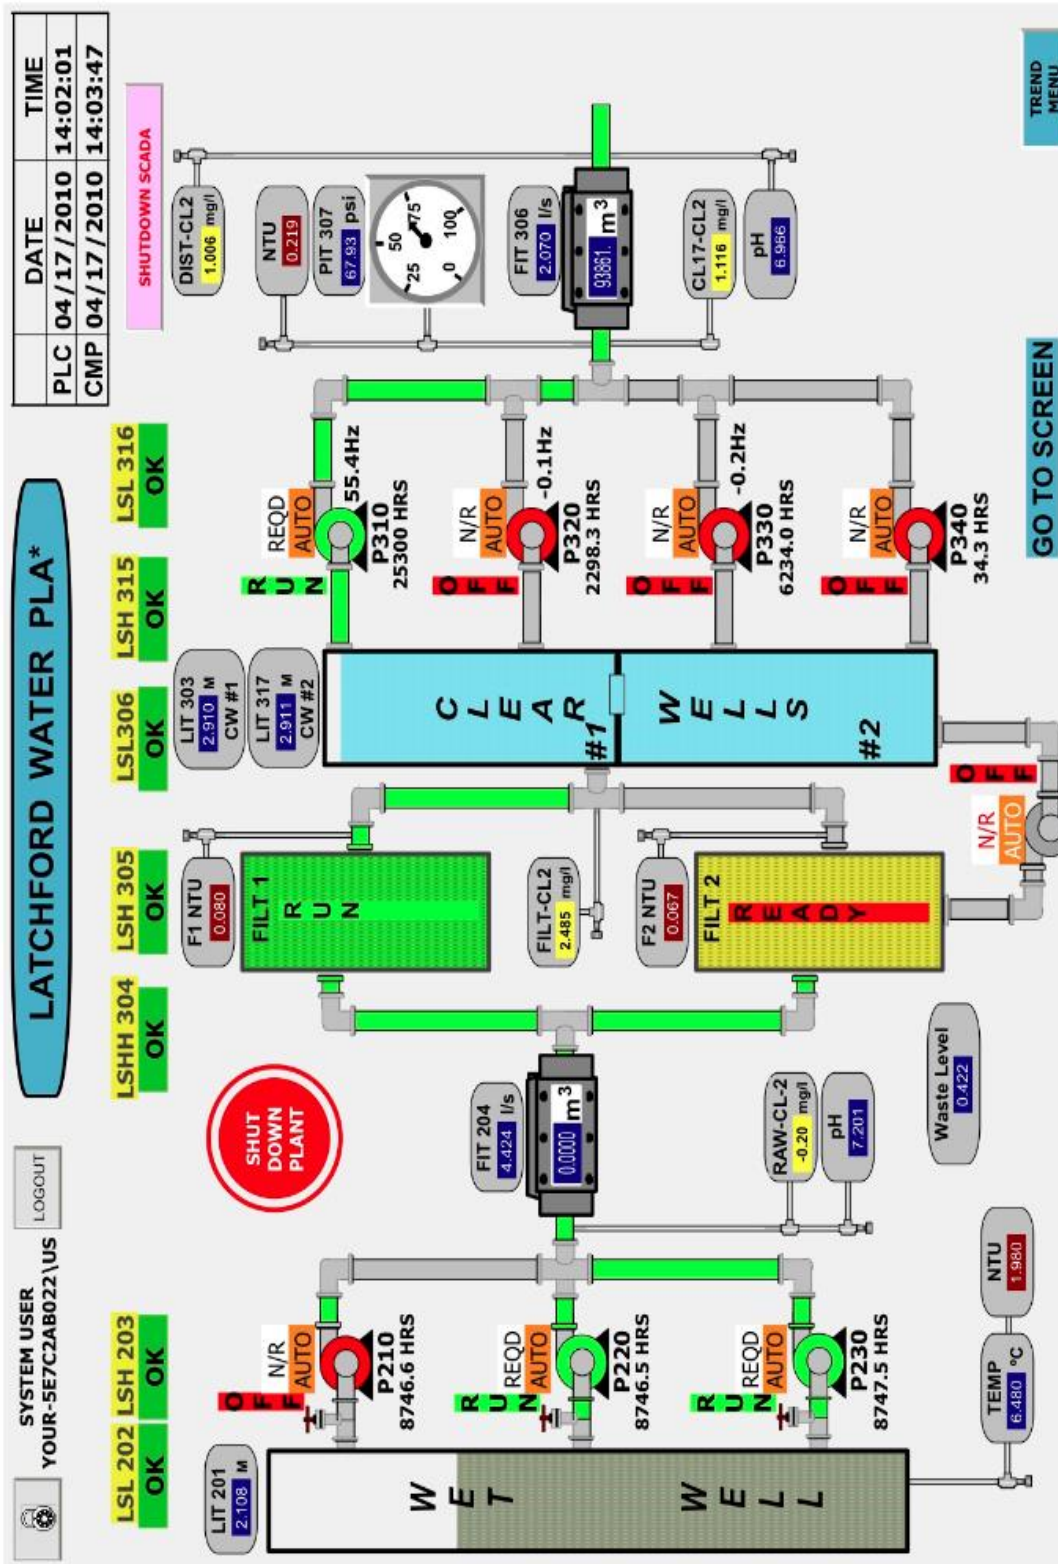 SYSTEM USER
YOUR-5E7C2AB022\US
LOGOUT
LATCHFORD WATER PLA*
DATE TIME
PLC 04/17/2010 14:02:01
CMP 04/17/2010 14:03:47
LSL 202
OK
LSH 203
OK
LSHH 304
OK
LSH 305
OK
LSL306
OK
LSH 315
OK
LSL 316
OK
SHUTDOWN SCADA
LIT 201
2.108 M
WET WELL
OFF
N/R
AUTO
P210
8746.6 HRS
RUN
REQD
AUTO
P220
8746.5 HRS
RUN
REQD
AUTO
P230
8747.5 HRS
TEMP
6.480 °C
NTU
1.980
SHUT
DOWN
PLANT
FIT 204
4.424 l/s
0.0000 m3
RAW-CL-2
-0.20 mg/l
pH
7.201
Waste Level
0.422
F1 NTU
0.080
FILT 1
RUN
FILT-CL2
2.485 mg/l
F2 NTU
0.067
FILT 2
READY
N/R
AUTO
OFF
LIT 303
2.910 M
CW #1
LIT 317
2.911 M
CW #2
CLEAR
#1
WELLS
#2
RUN
REQD
AUTO
55.4Hz
P310
25300 HRS
OFF
N/R
AUTO
-0.1Hz
P320
2298.3 HRS
OFF
N/R
AUTO
-0.2Hz
P330
6234.0 HRS
OFF
N/R
AUTO
P340
34.3 HRS
DIST-CL2
1.006 mg/l
NTU
0.219
PIT 307
67.93 psi
0 25 50 75 100
FIT 306
2.070 l/s
93861. m3
CL17-CL2
1.116 mg/l
pH
6.966
GO TO SCREEN
TREND
MENU